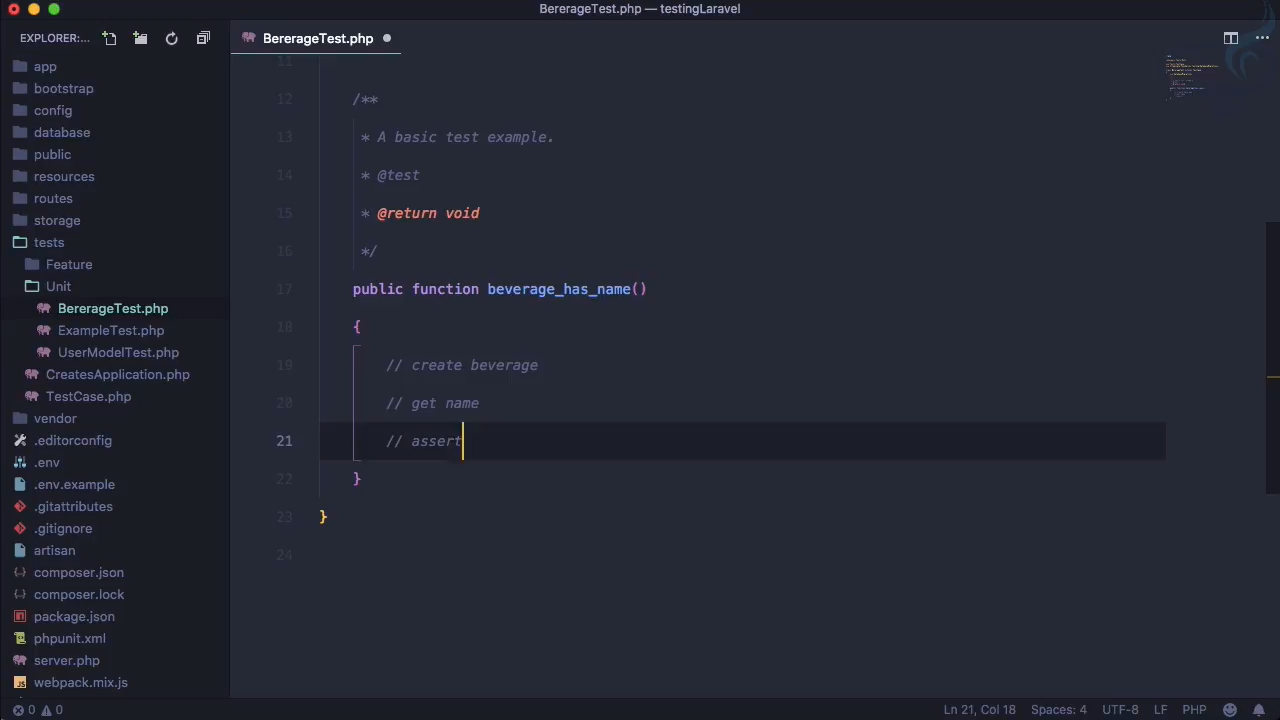 BererageTest.php — testingLaravel
EXPLORER:...
BererageTest.php
app
bootstrap
config
database
public
resources
routes
storage
tests
Feature
Unit
BererageTest.php
ExampleTest.php
UserModelTest.php
CreatesApplication.php
TestCase.php
vendor
.editorconfig
.env
.env.example
.gitattributes
.gitignore
artisan
composer.json
composer.lock
package.json
phpunit.xml
server.php
webpack.mix.js
11
12 /**
13 * A basic test example.
14 * @test
15 * @return void
16 */
17 public function beverage_has_name()
18 {
19 // create beverage
20 // get name
21 // assert
22 }
23 }
24
0 0 Ln 21, Col 18 Spaces: 4 UTF-8 LF PHP